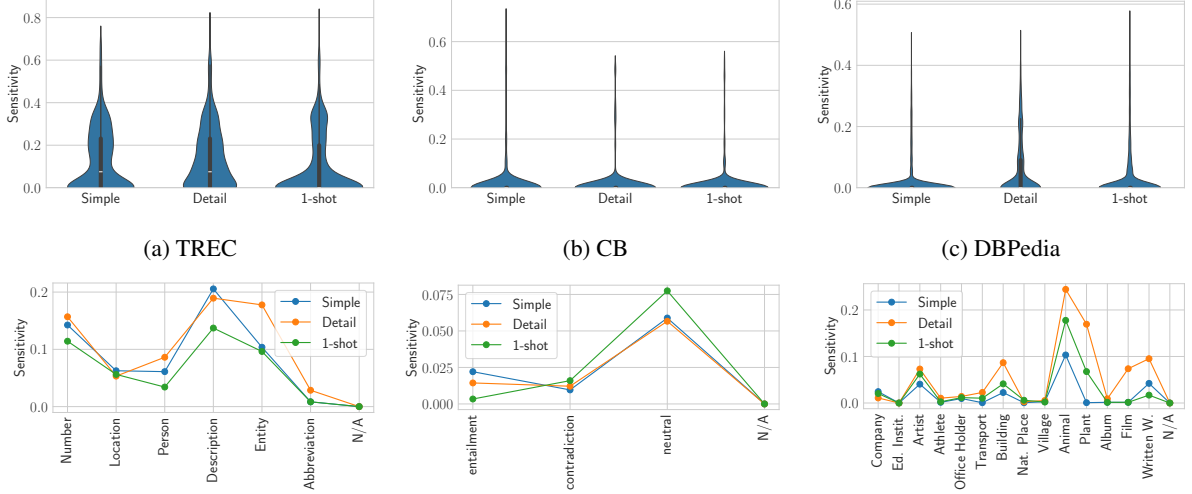 0.8
0.6
0.4
0.2
0.0
Sensitivity
Simple
Detail
1-shot
0.6
0.4
0.2
0.0
Sensitivity
Simple
Detail
1-shot
0.6
0.4
0.2
0.0
Sensitivity
Simple
Detail
1-shot
(a) TREC
(b) CB
(c) DBPedia
0.2
0.1
0.0
Sensitivity
Simple
Detail
1-shot
Number
Location
Person
Description
Entity
Abbreviation
N/A
0.075
0.050
0.025
0.000
Sensitivity
Simple
Detail
1-shot
entailment
contradiction
neutral
N/A
0.2
0.1
0.0
Sensitivity
Simple
Detail
1-shot
Company
Ed. Instit.
Artist
Athlete
Office Holder
Transport
Building
Nat. Place
Village
Animal
Plant
Album
Film
Written W.
N/A